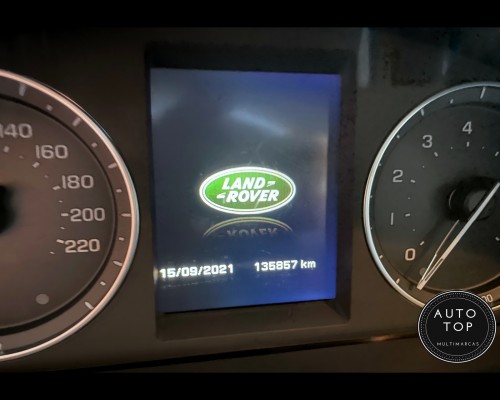 140
160
180
200
220
LAND
ROVER
15/09/2021 135857 km
0
1
2
3
4
AUTO
TOP
MULTIMARCAS